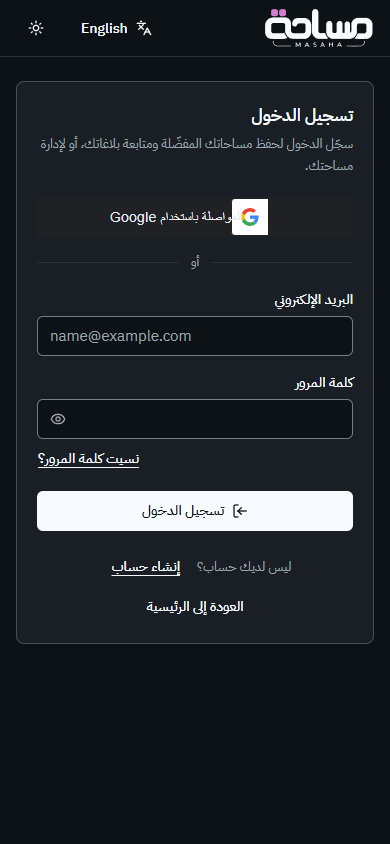 مساحة
MASAHA
English
تسجيل الدخول
سجّل الدخول لحفظ مساحاتك المفضّلة ومتابعة بلاغاتك، أو لإدارة
مساحتك.
مواصلة باستخدام Google
أو
البريد الإلكتروني
name@example.com
كلمة المرور
نسيت كلمة المرور؟
تسجيل الدخول
ليس لديك حساب؟ إنشاء حساب
العودة إلى الرئيسية